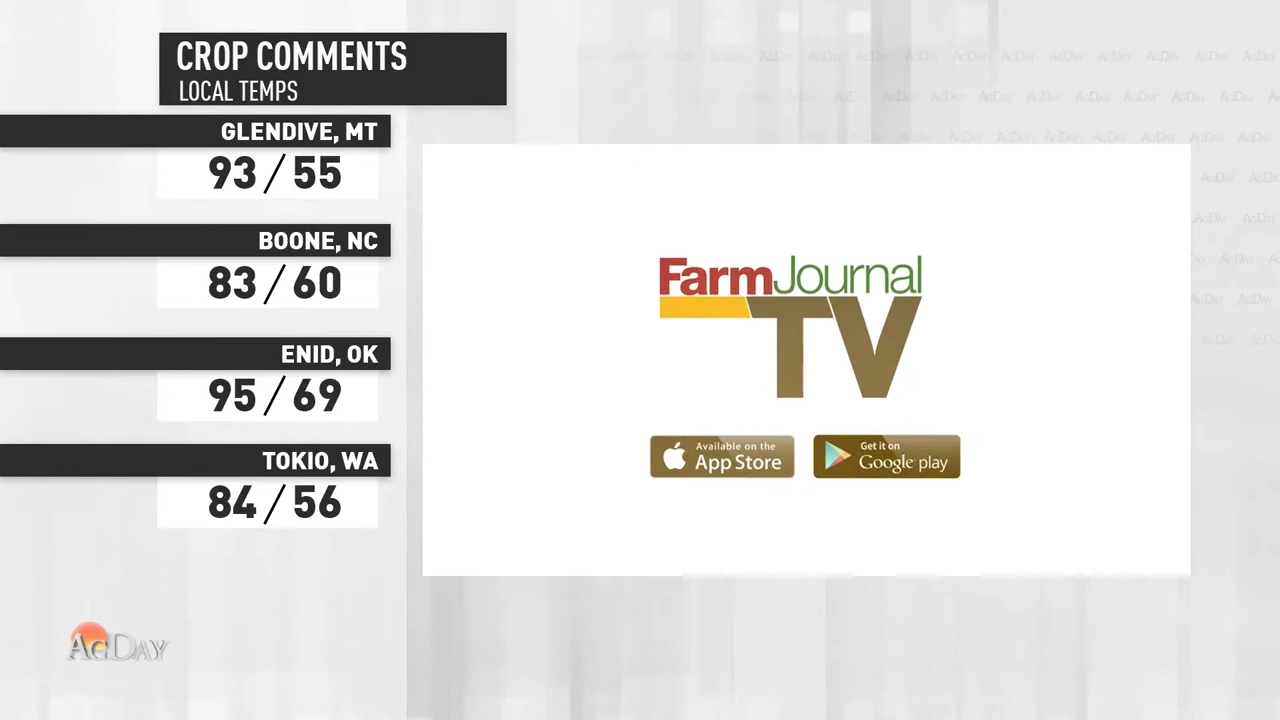 CROP COMMENTS
LOCAL TEMPS
GLENDIVE, MT
93/55
BOONE, NC
83/60
ENID, OK
95/69
TOKIO, WA
84/56
FarmJournal
TV
Available on the
App Store
Get it on
Google play
AgDay